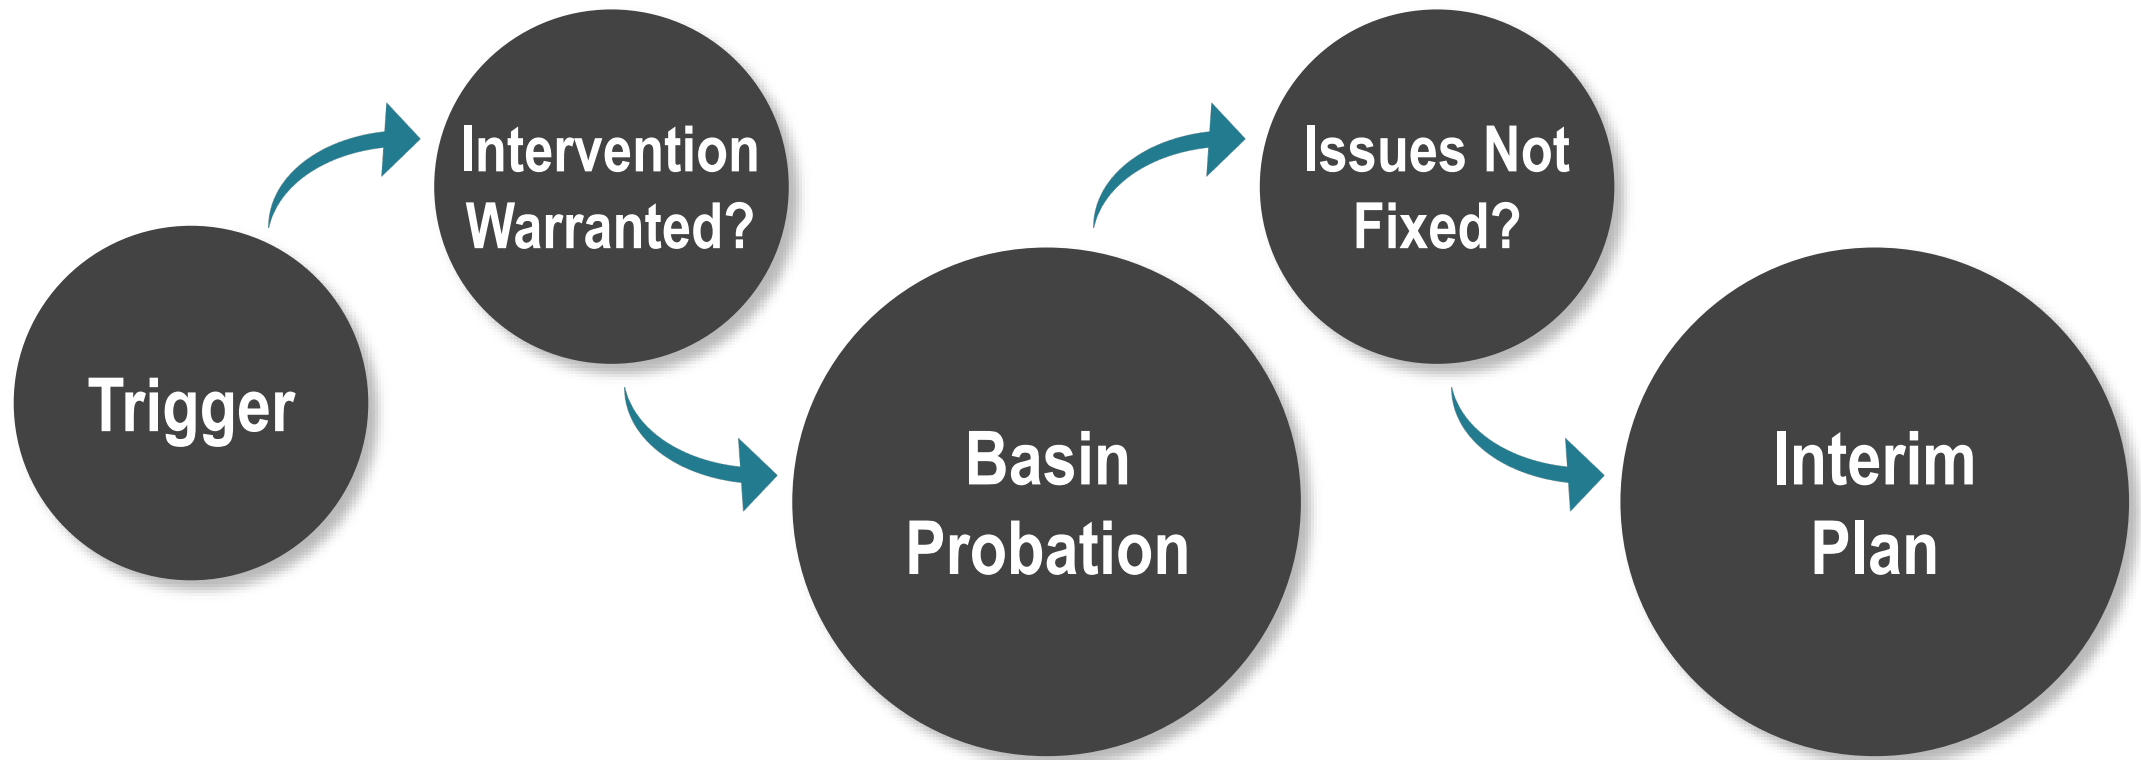 Trigger
Intervention
Warranted?
Basin
Probation
Issues Not
Fixed?
Interim
Plan